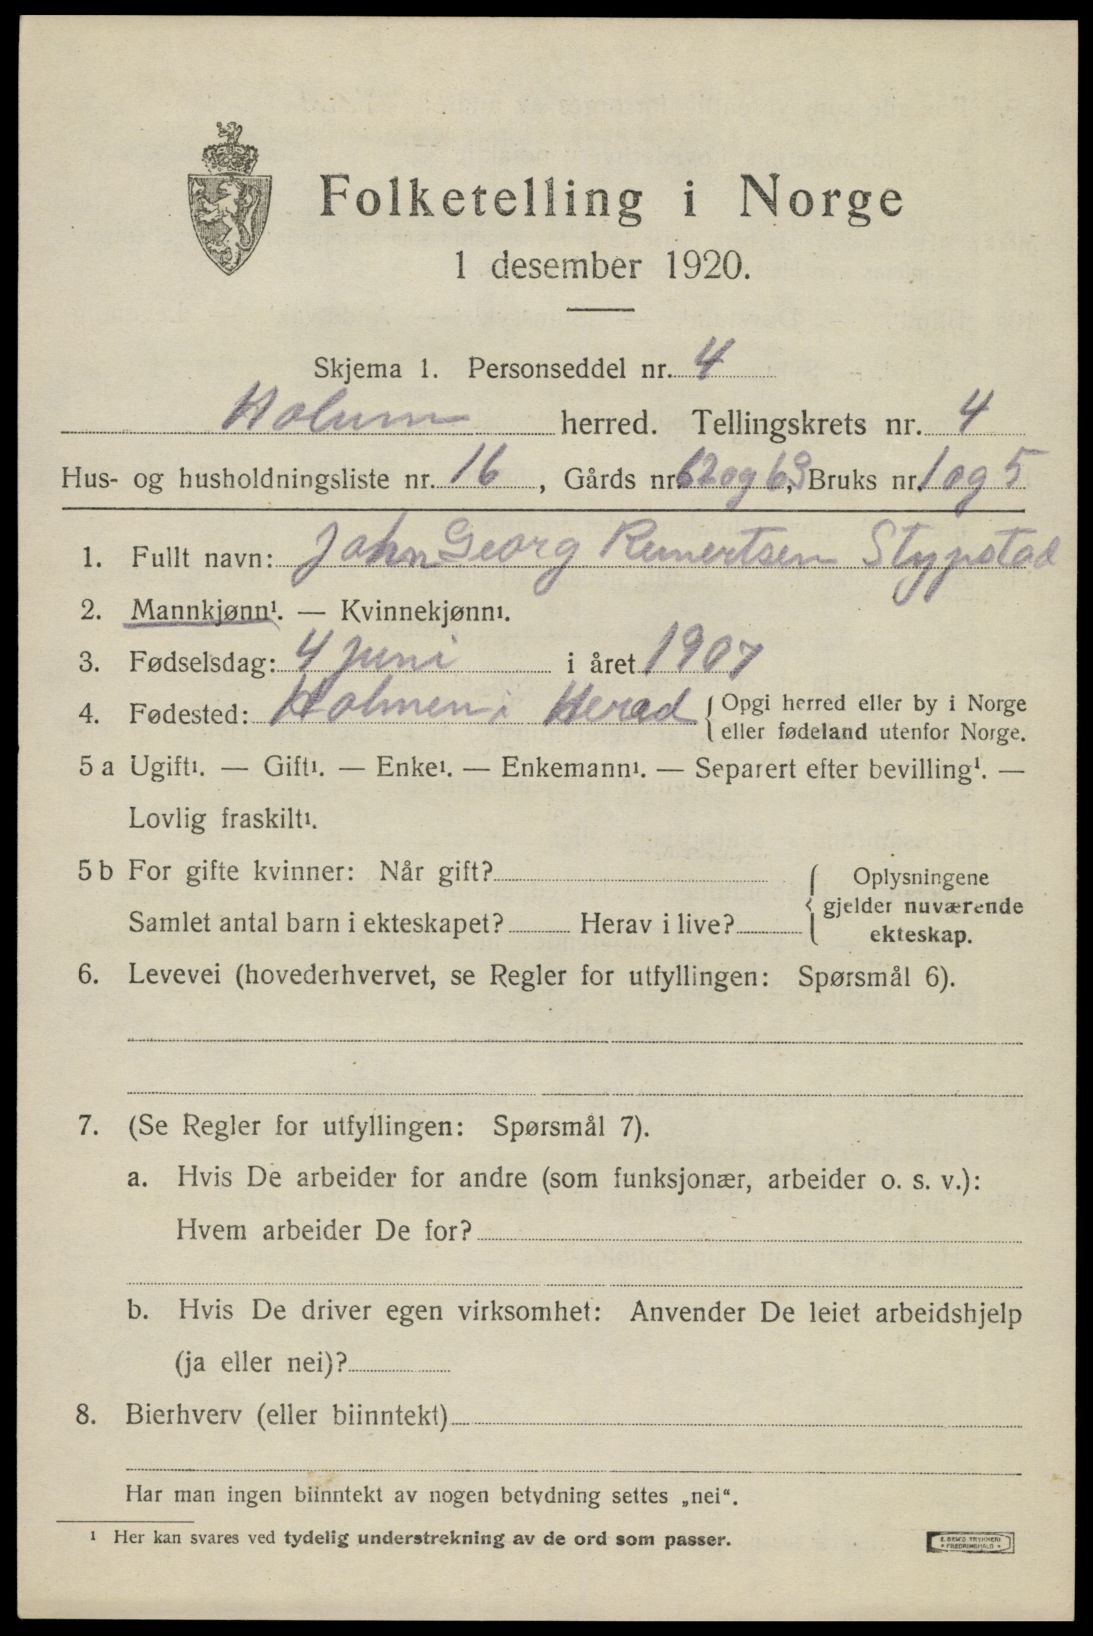 Folketelling i Norge
1 desember 1920.
Skjema 1. Personseddel nr. 4
Holum herred. Tellingskrets nr. 4
Hus- og husholdningsliste nr. 16, Gårds nr. 62 og 63, Bruks nr. 1 og 5
1. Fullt navn: John Georg Reinertsen Stypstad
2. Mannkjønn¹. — Kvinnekjønn¹.
3. Fødselsdag: 4 juni i året 1907
4. Fødested: Holmen i Herad { Opgi herred eller by i Norge
eller fødeland utenfor Norge.
5 a Ugift¹. — Gift¹. — Enke¹. — Enkemann¹. — Separert efter bevilling¹. —
Lovlig fraskilt¹.
5 b For gifte kvinner: Når gift? { Oplysningene
gjelder nuværende
Samlet antal barn i ekteskapet? Herav i live?
ekteskap.
6. Levevei (hovederhvervet, se Regler for utfyllingen: Spørsmål 6).
7. (Se Regler for utfyllingen: Spørsmål 7).
a. Hvis De arbeider for andre (som funksjonær, arbeider o. s. v.):
Hvem arbeider De for?
b. Hvis De driver egen virksomhet: Anvender De leiet arbeidshjelp
(ja eller nei)?
8. Bierhverv (eller biinntekt)
Har man ingen biinntekt av nogen betydning settes „nei“.
¹ Her kan svares ved tydelig understrekning av de ord som passer.